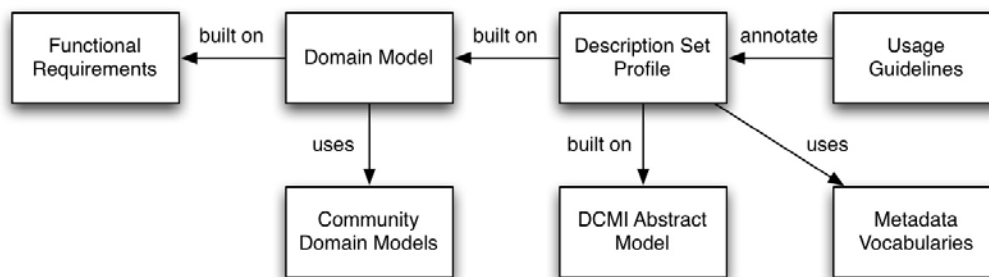 Functional
Requirements
built on
Domain Model
built on
Description Set
Profile
annotate
Usage
Guidelines
uses
built on
uses
Community
Domain Models
DCMI Abstract
Model
Metadata
Vocabularies